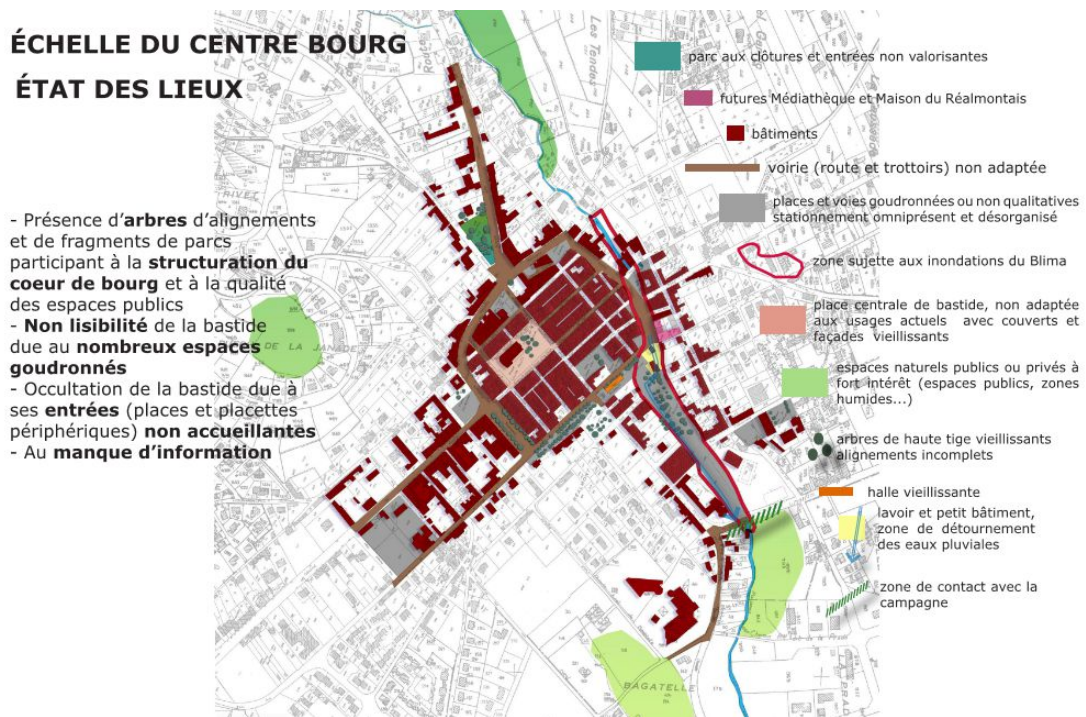 ÉCHELLE DU CENTRE BOURG
ÉTAT DES LIEUX
- Présence d'arbres d'alignements
et de fragments de parcs
participant à la structuration du
coeur de bourg et à la qualité
des espaces publics
- Non lisibilité de la bastide
due au nombreux espaces
goudronnés
- Occultation de la bastide due à
ses entrées (places et placettes
périphériques) non accueillantes
- Au manque d'information
parc aux clôtures et entrées non valorisantes
futures Médiathèque et Maison du Réalmontais
bâtiments
voirie (route et trottoirs) non adaptée
places et voies goudronnées ou non qualitatives
stationnement omniprésent et désorganisé
zone sujette aux inondations du Blima
place centrale de bastide, non adaptée
aux usages actuels avec couverts et
façades vieillissants
espaces naturels publics ou privés à
fort intérêt (espaces publics, zones
humides...)
arbres de haute tige vieillissants
alignements incomplets
halle vieillissante
lavoir et petit bâtiment,
zone de détournement
des eaux pluviales
zone de contact avec la
campagne
RIVET
DE LA JANADE
Les Tendes
BAGATELLE